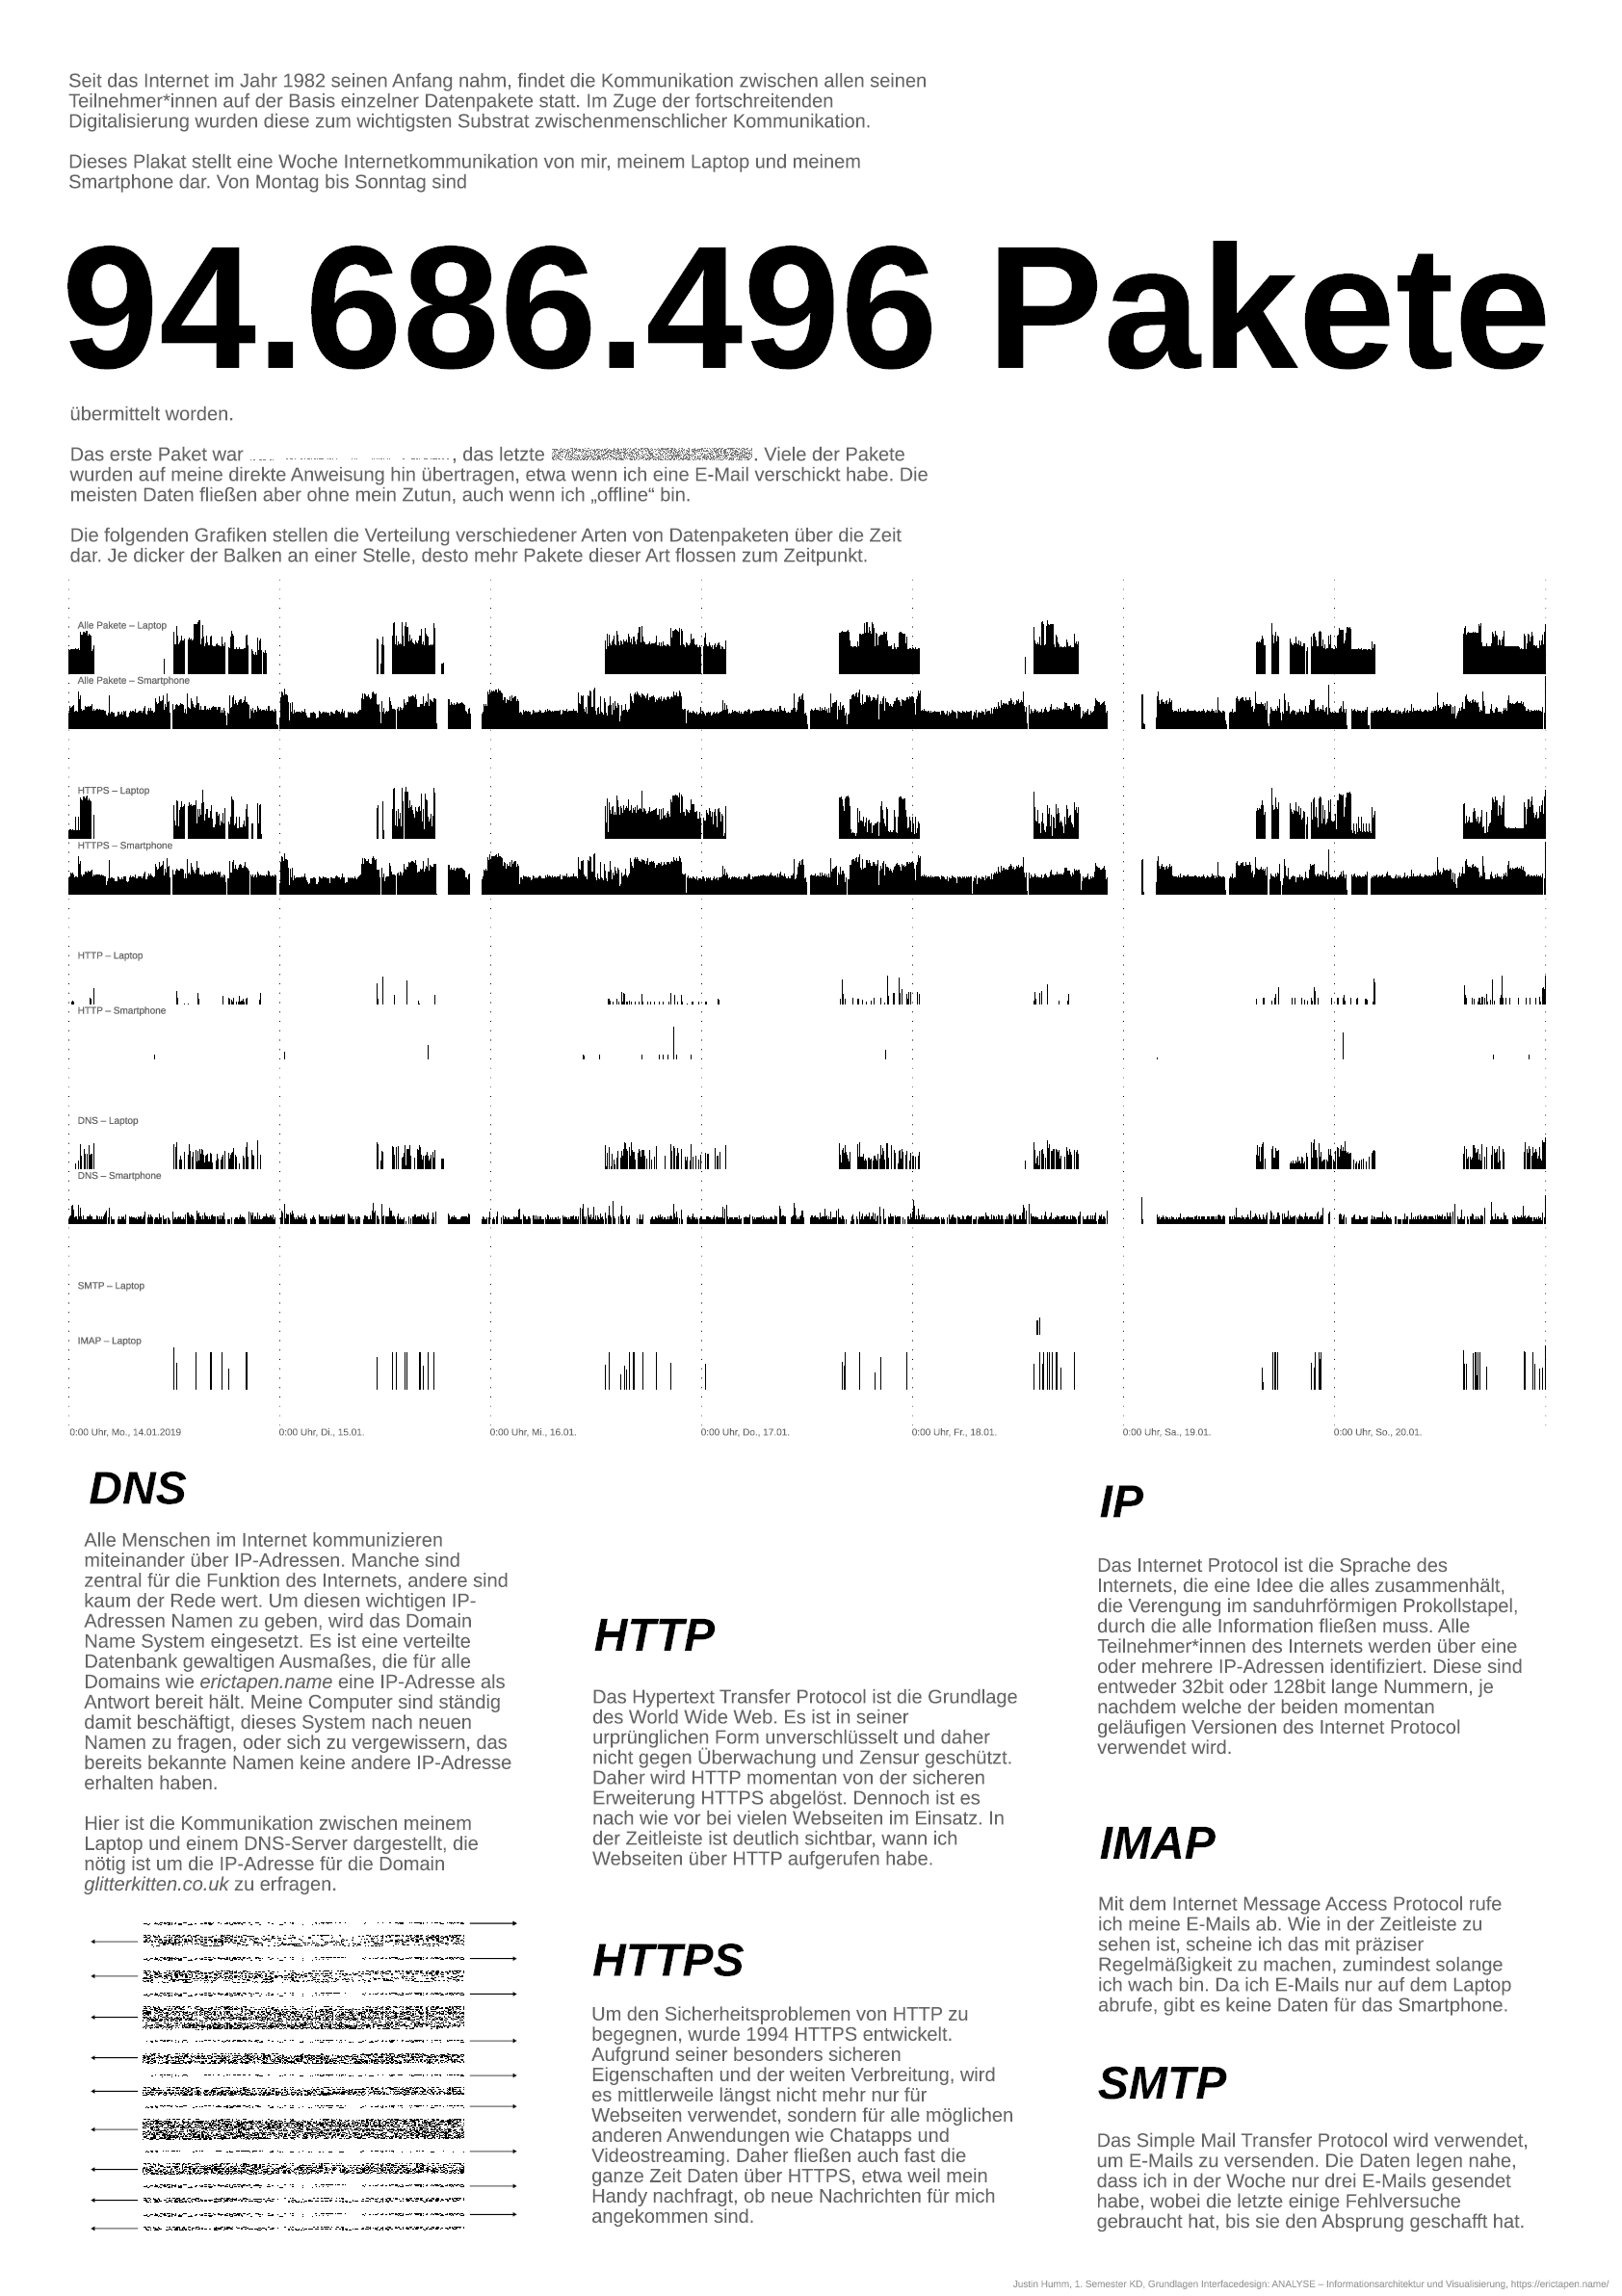 Seit das Internet im Jahr 1982 seinen Anfang nahm, findet die Kommunikation zwischen allen seinen
Teilnehmer*innen auf der Basis einzelner Datenpakete statt. Im Zuge der fortschreitenden
Digitalisierung wurden diese zum wichtigsten Substrat zwischenmenschlicher Kommunikation.
Dieses Plakat stellt eine Woche Internetkommunikation von mir, meinem Laptop und meinem
Smartphone dar. Von Montag bis Sonntag sind
94.686.496 Pakete
übermittelt worden.
Das erste Paket war , das letzte . Viele der Pakete
wurden auf meine direkte Anweisung hin übertragen, etwa wenn ich eine E-Mail verschickt habe. Die
meisten Daten fließen aber ohne mein Zutun, auch wenn ich „offline“ bin.
Die folgenden Grafiken stellen die Verteilung verschiedener Arten von Datenpaketen über die Zeit
dar. Je dicker der Balken an einer Stelle, desto mehr Pakete dieser Art flossen zum Zeitpunkt.
Alle Pakete – Laptop
Alle Pakete – Smartphone
HTTPS – Laptop
HTTPS – Smartphone
HTTP – Laptop
HTTP – Smartphone
DNS – Laptop
DNS – Smartphone
SMTP – Laptop
IMAP – Laptop
0:00 Uhr, Mo., 14.01.2019
0:00 Uhr, Di., 15.01.
0:00 Uhr, Mi., 16.01.
0:00 Uhr, Do., 17.01.
0:00 Uhr, Fr., 18.01.
0:00 Uhr, Sa., 19.01.
0:00 Uhr, So., 20.01.
DNS
Alle Menschen im Internet kommunizieren
miteinander über IP-Adressen. Manche sind
zentral für die Funktion des Internets, andere sind
kaum der Rede wert. Um diesen wichtigen IP-
Adressen Namen zu geben, wird das Domain
Name System eingesetzt. Es ist eine verteilte
Datenbank gewaltigen Ausmaßes, die für alle
Domains wie erictapen.name eine IP-Adresse als
Antwort bereit hält. Meine Computer sind ständig
damit beschäftigt, dieses System nach neuen
Namen zu fragen, oder sich zu vergewissern, das
bereits bekannte Namen keine andere IP-Adresse
erhalten haben.
Hier ist die Kommunikation zwischen meinem
Laptop und einem DNS-Server dargestellt, die
nötig ist um die IP-Adresse für die Domain
glitterkitten.co.uk zu erfragen.
HTTP
Das Hypertext Transfer Protocol ist die Grundlage
des World Wide Web. Es ist in seiner
urprünglichen Form unverschlüsselt und daher
nicht gegen Überwachung und Zensur geschützt.
Daher wird HTTP momentan von der sicheren
Erweiterung HTTPS abgelöst. Dennoch ist es
nach wie vor bei vielen Webseiten im Einsatz. In
der Zeitleiste ist deutlich sichtbar, wann ich
Webseiten über HTTP aufgerufen habe.
HTTPS
Um den Sicherheitsproblemen von HTTP zu
begegnen, wurde 1994 HTTPS entwickelt.
Aufgrund seiner besonders sicheren
Eigenschaften und der weiten Verbreitung, wird
es mittlerweile längst nicht mehr nur für
Webseiten verwendet, sondern für alle möglichen
anderen Anwendungen wie Chatapps und
Videostreaming. Daher fließen auch fast die
ganze Zeit Daten über HTTPS, etwa weil mein
Handy nachfragt, ob neue Nachrichten für mich
angekommen sind.
IP
Das Internet Protocol ist die Sprache des
Internets, die eine Idee die alles zusammenhält,
die Verengung im sanduhrförmigen Prokollstapel,
durch die alle Information fließen muss. Alle
Teilnehmer*innen des Internets werden über eine
oder mehrere IP-Adressen identifiziert. Diese sind
entweder 32bit oder 128bit lange Nummern, je
nachdem welche der beiden momentan
geläufigen Versionen des Internet Protocol
verwendet wird.
IMAP
Mit dem Internet Message Access Protocol rufe
ich meine E-Mails ab. Wie in der Zeitleiste zu
sehen ist, scheine ich das mit präziser
Regelmäßigkeit zu machen, zumindest solange
ich wach bin. Da ich E-Mails nur auf dem Laptop
abrufe, gibt es keine Daten für das Smartphone.
SMTP
Das Simple Mail Transfer Protocol wird verwendet,
um E-Mails zu versenden. Die Daten legen nahe,
dass ich in der Woche nur drei E-Mails gesendet
habe, wobei die letzte einige Fehlversuche
gebraucht hat, bis sie den Absprung geschafft hat.
Justin Humm, 1. Semester KD, Grundlagen Interfacedesign: ANALYSE – Informationsarchitektur und Visualisierung, https://erictapen.name/